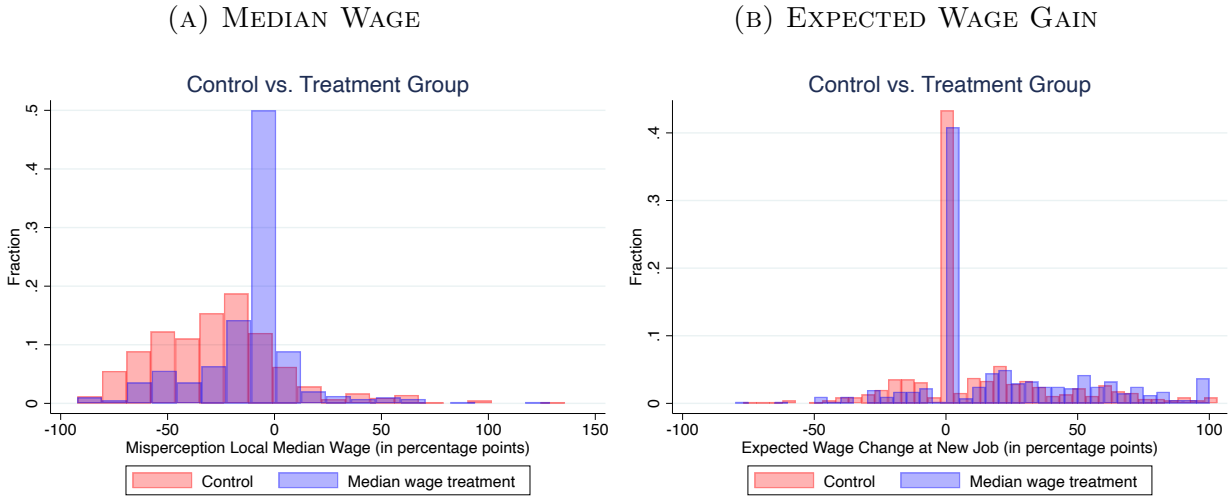 (A) MEDIAN WAGE
Control vs. Treatment Group
Fraction
.5
.4
.3
.2
.1
0
-100
-50
0
50
100
150
Misperception Local Median Wage (in percentage points)
Control
Median wage treatment
(B) EXPECTED WAGE GAIN
Control vs. Treatment Group
Fraction
.4
.3
.2
.1
0
-100
-50
0
50
100
Expected Wage Change at New Job (in percentage points)
Control
Median wage treatment